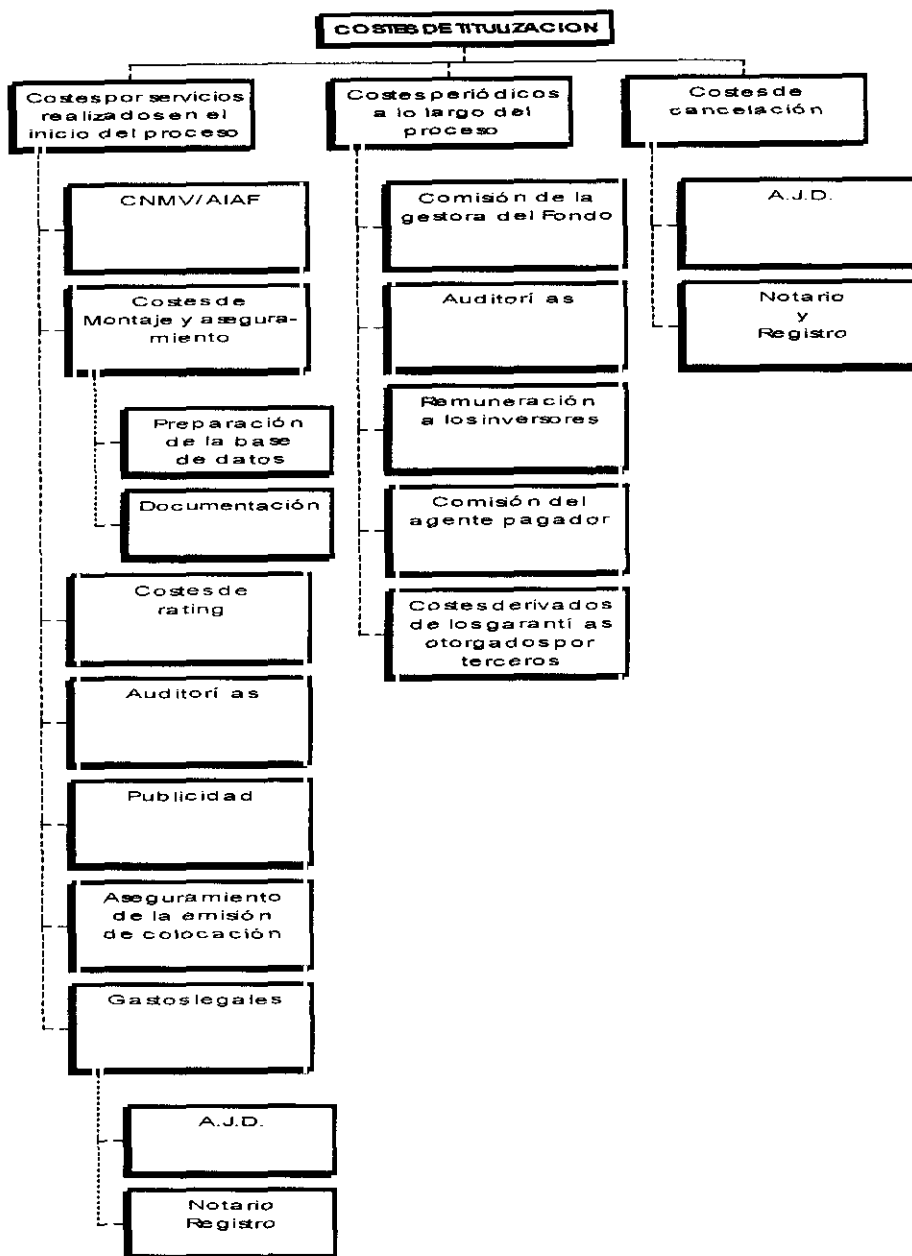 COSTES DE TITULIZACION
Costes por servicios
realizados en el
inicio del proceso
CNMV/AIAF
Costes de
Montaje y asegura-
miento
Preparación
de la base
de datos
Documentación
Costes de
rating
Auditorías
Publicidad
Aseguramiento
de la emisión
de colocación
Gastos legales
A.J.D.
Notario
Registro
Costes periódicos
a lo largo del
proceso
Comisión de la
gestora del Fondo
Auditorías
Remuneración
a los inversores
Comisión del
agente pagador
Costes derivados
de los garantías
otorgados por
terceros
Costes de
cancelación
A.J.D.
Notario
y
Registro